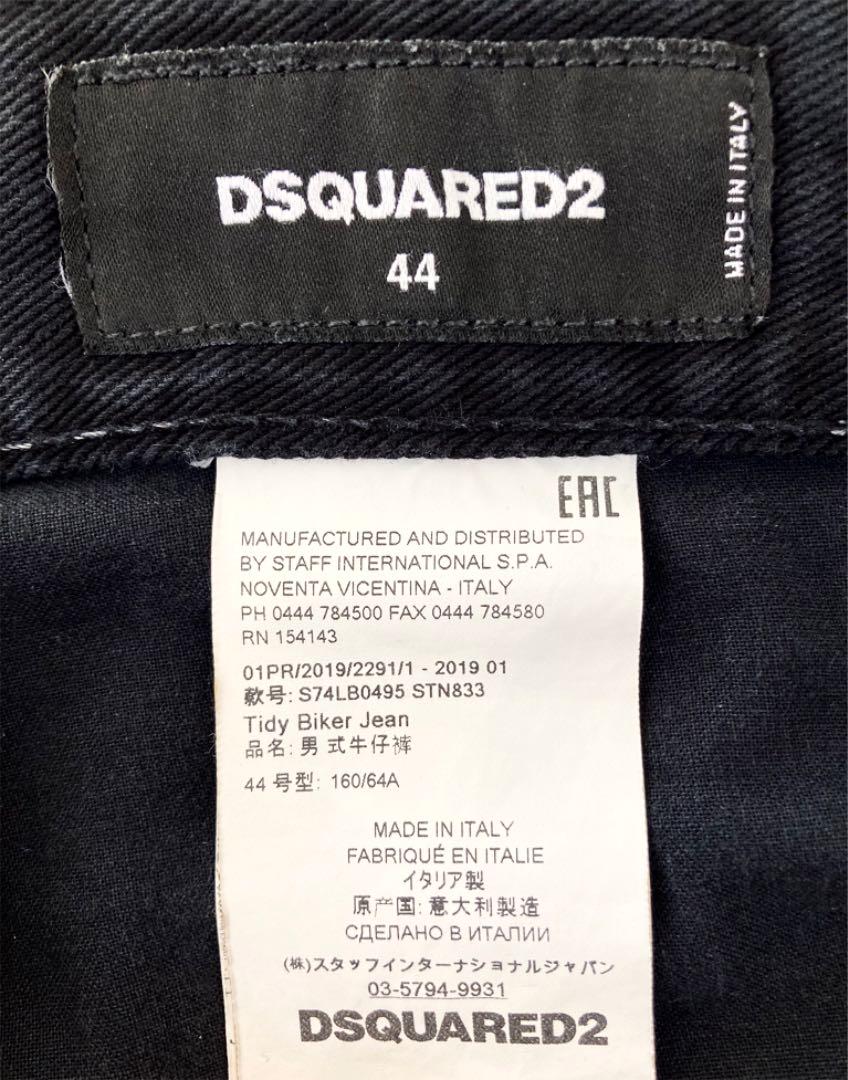 DSQUARED2
44
MADE IN ITALY
EAC
MANUFACTURED AND DISTRIBUTED
BY STAFF INTERNATIONAL S.P.A.
NOVENTA VICENTINA - ITALY
PH 0444 784500 FAX 0444 784580
RN 154143
01PR/2019/2291/1 - 2019 01
款号: S74LB0495 STN833
Tidy Biker Jean
品名: 男 式牛仔裤
44 号型: 160/64A
MADE IN ITALY
FABRIQUÉ EN ITALIE
イタリア製
原产国: 意大利製造
СДЕЛАНО В ИТАЛИИ
(株)スタッフインターナショナルジャパン
03-5794-9931
DSQUARED2